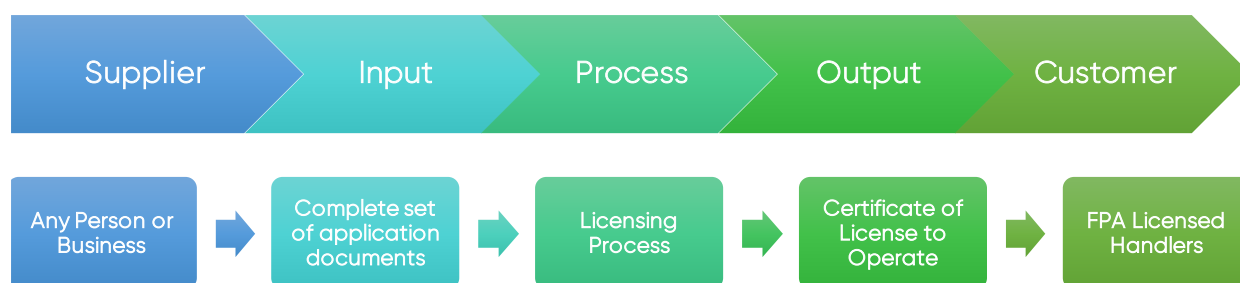 Supplier
Input
Process
Output
Customer
Any Person or
Business
Complete set
of application
documents
Licensing
Process
Certificate of
License to
Operate
FPA Licensed
Handlers